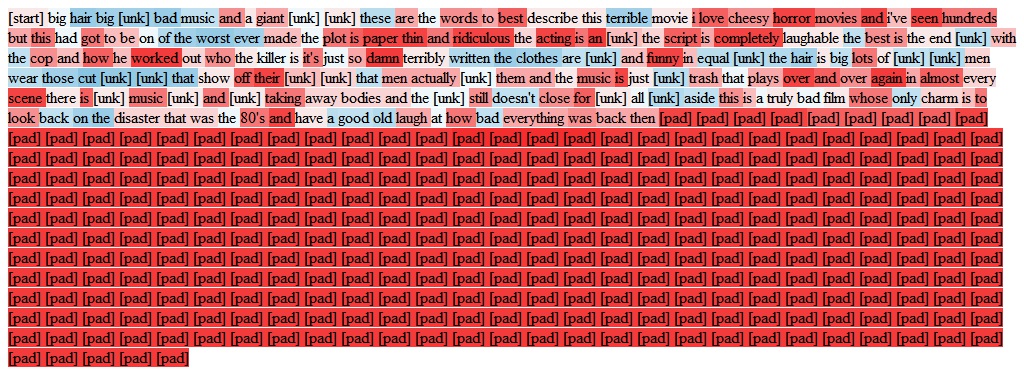 [start] big hair big [unk] bad music and a giant [unk] [unk] these are the words to best describe this terrible movie i love cheesy horror movies and i've seen hundreds
but this had got to be on of the worst ever made the plot is paper thin and ridiculous the acting is an [unk] the script is completely laughable the best is the end [unk] with
the cop and how he worked out who the killer is it's just so damn terribly written the clothes are [unk] and funny in equal [unk] the hair is big lots of [unk] [unk] men
wear those cut [unk] [unk] that show off their [unk] [unk] that men actually [unk] them and the music is just [unk] trash that plays over and over again in almost every
scene there is [unk] music [unk] and [unk] taking away bodies and the [unk] still doesn't close for [unk] all [unk] aside this is a truly bad film whose only charm is to
look back on the disaster that was the 80's and have a good old laugh at how bad everything was back then [pad] [pad] [pad] [pad] [pad] [pad] [pad] [pad] [pad]
[pad] [pad] [pad] [pad] [pad] [pad] [pad] [pad] [pad] [pad] [pad] [pad] [pad] [pad] [pad] [pad] [pad] [pad] [pad] [pad] [pad] [pad] [pad] [pad] [pad] [pad] [pad]
[pad] [pad] [pad] [pad] [pad] [pad] [pad] [pad] [pad] [pad] [pad] [pad] [pad] [pad] [pad] [pad] [pad] [pad] [pad] [pad] [pad] [pad] [pad] [pad] [pad] [pad] [pad]
[pad] [pad] [pad] [pad] [pad] [pad] [pad] [pad] [pad] [pad] [pad] [pad] [pad] [pad] [pad] [pad] [pad] [pad] [pad] [pad] [pad] [pad] [pad] [pad] [pad] [pad] [pad]
[pad] [pad] [pad] [pad] [pad] [pad] [pad] [pad] [pad] [pad] [pad] [pad] [pad] [pad] [pad] [pad] [pad] [pad] [pad] [pad] [pad] [pad] [pad] [pad] [pad] [pad] [pad]
[pad] [pad] [pad] [pad] [pad] [pad] [pad] [pad] [pad] [pad] [pad] [pad] [pad] [pad] [pad] [pad] [pad] [pad] [pad] [pad] [pad] [pad] [pad] [pad] [pad] [pad] [pad]
[pad] [pad] [pad] [pad] [pad] [pad] [pad] [pad] [pad] [pad] [pad] [pad] [pad] [pad] [pad] [pad] [pad] [pad] [pad] [pad] [pad] [pad] [pad] [pad] [pad] [pad] [pad]
[pad] [pad] [pad] [pad] [pad] [pad] [pad] [pad] [pad] [pad] [pad] [pad] [pad] [pad] [pad] [pad] [pad] [pad] [pad] [pad] [pad] [pad] [pad] [pad] [pad] [pad] [pad]
[pad] [pad] [pad] [pad] [pad] [pad] [pad] [pad] [pad] [pad] [pad] [pad] [pad] [pad] [pad] [pad] [pad] [pad] [pad] [pad] [pad] [pad] [pad] [pad] [pad] [pad] [pad]
[pad] [pad] [pad] [pad] [pad] [pad] [pad] [pad] [pad] [pad] [pad] [pad] [pad] [pad] [pad] [pad] [pad] [pad] [pad] [pad] [pad] [pad] [pad] [pad] [pad] [pad] [pad]
[pad] [pad] [pad] [pad] [pad] [pad] [pad] [pad] [pad] [pad] [pad] [pad] [pad] [pad] [pad] [pad] [pad] [pad] [pad] [pad] [pad] [pad] [pad] [pad] [pad] [pad] [pad]
[pad] [pad] [pad] [pad] [pad] [pad] [pad] [pad] [pad] [pad] [pad] [pad] [pad] [pad] [pad] [pad] [pad] [pad] [pad] [pad] [pad] [pad] [pad] [pad] [pad] [pad] [pad]
[pad] [pad] [pad] [pad] [pad]